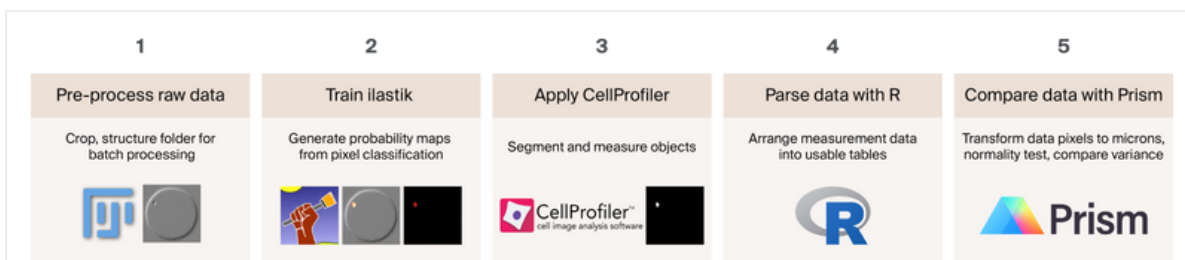 1
2
3
4
5
Pre-process raw data
Train ilastik
Apply CellProfiler
Parse data with R
Compare data with Prism
Crop, structure folder for
batch processing
Generate probability maps
from pixel classification
Segment and measure objects
Arrange measurement data
into usable tables
Transform data pixels to microns,
normality test, compare variance
CellProfiler™
cell image analysis software
R
Prism